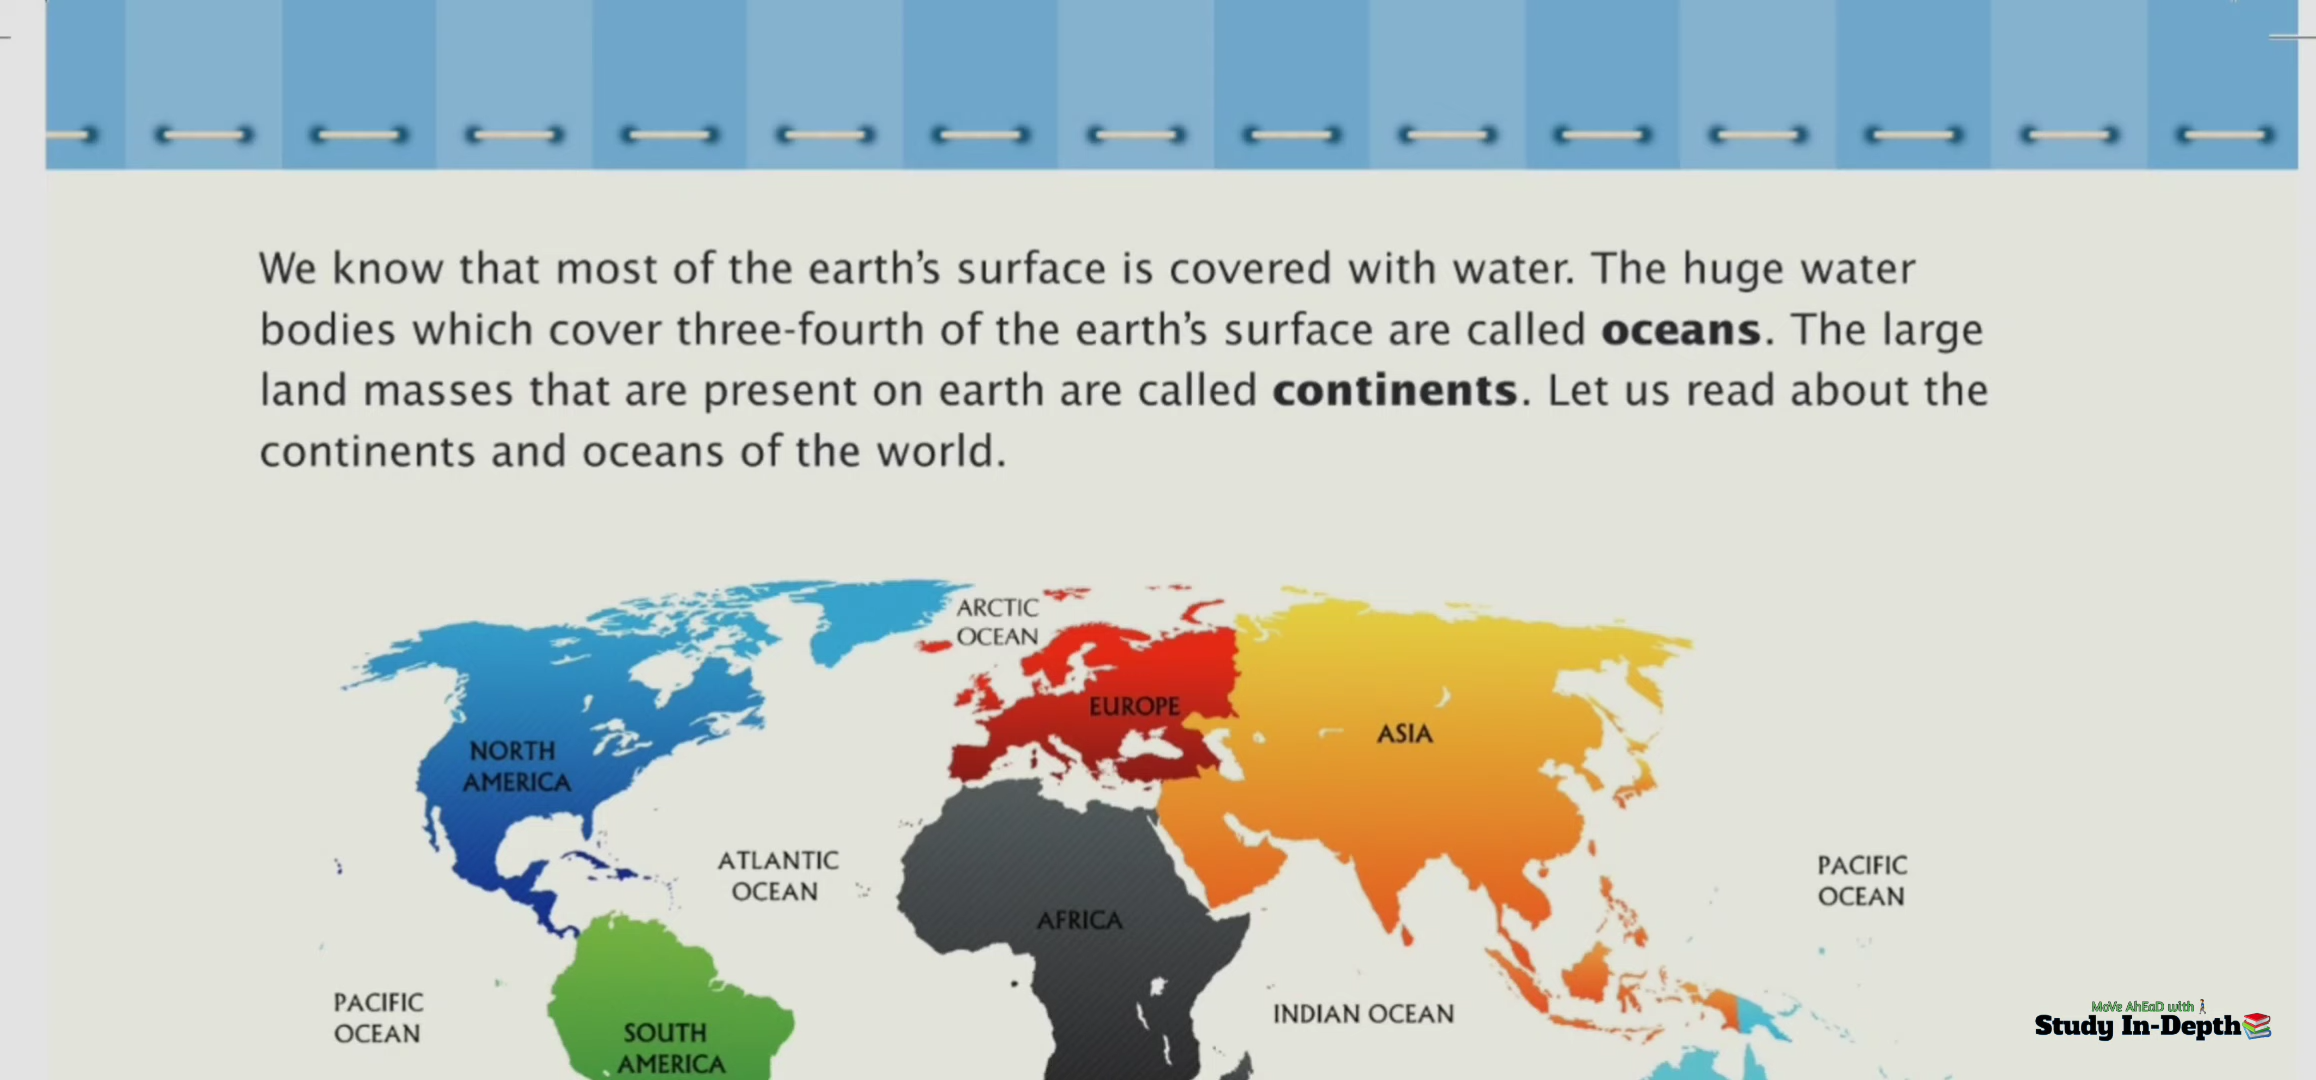 We know that most of the earth's surface is covered with water. The huge water
bodies which cover three-fourth of the earth's surface are called oceans. The large
land masses that are present on earth are called continents. Let us read about the
continents and oceans of the world.
ARCTIC
OCEAN
EUROPE
ASIA
NORTH
AMERICA
ATLANTIC
OCEAN
PACIFIC
OCEAN
AFRICA
PACIFIC
OCEAN
INDIAN OCEAN
SOUTH
AMERICA
MoVe AhEaD with
Study In-Depth